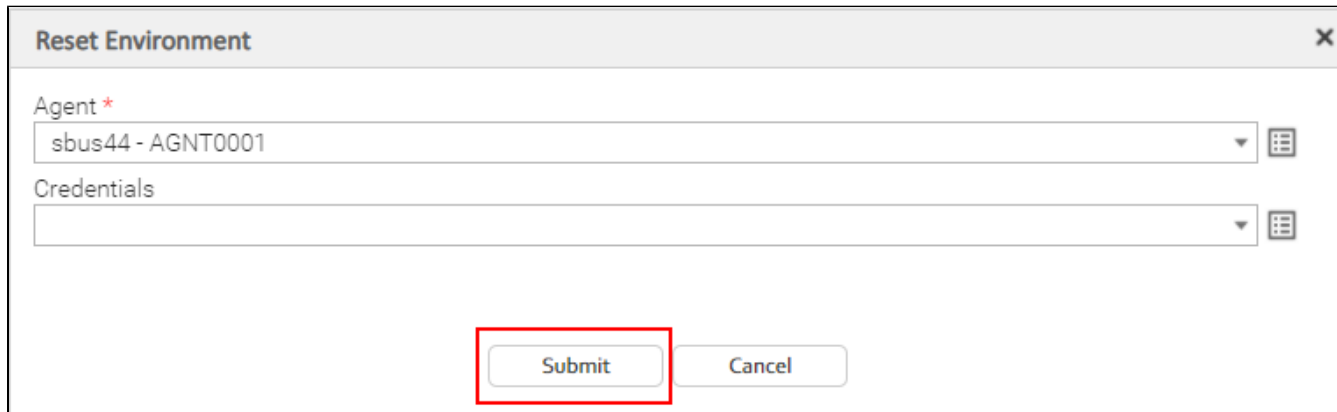 Reset Environment
Agent *
sbus44 - AGNT0001
Credentials
Submit Cancel